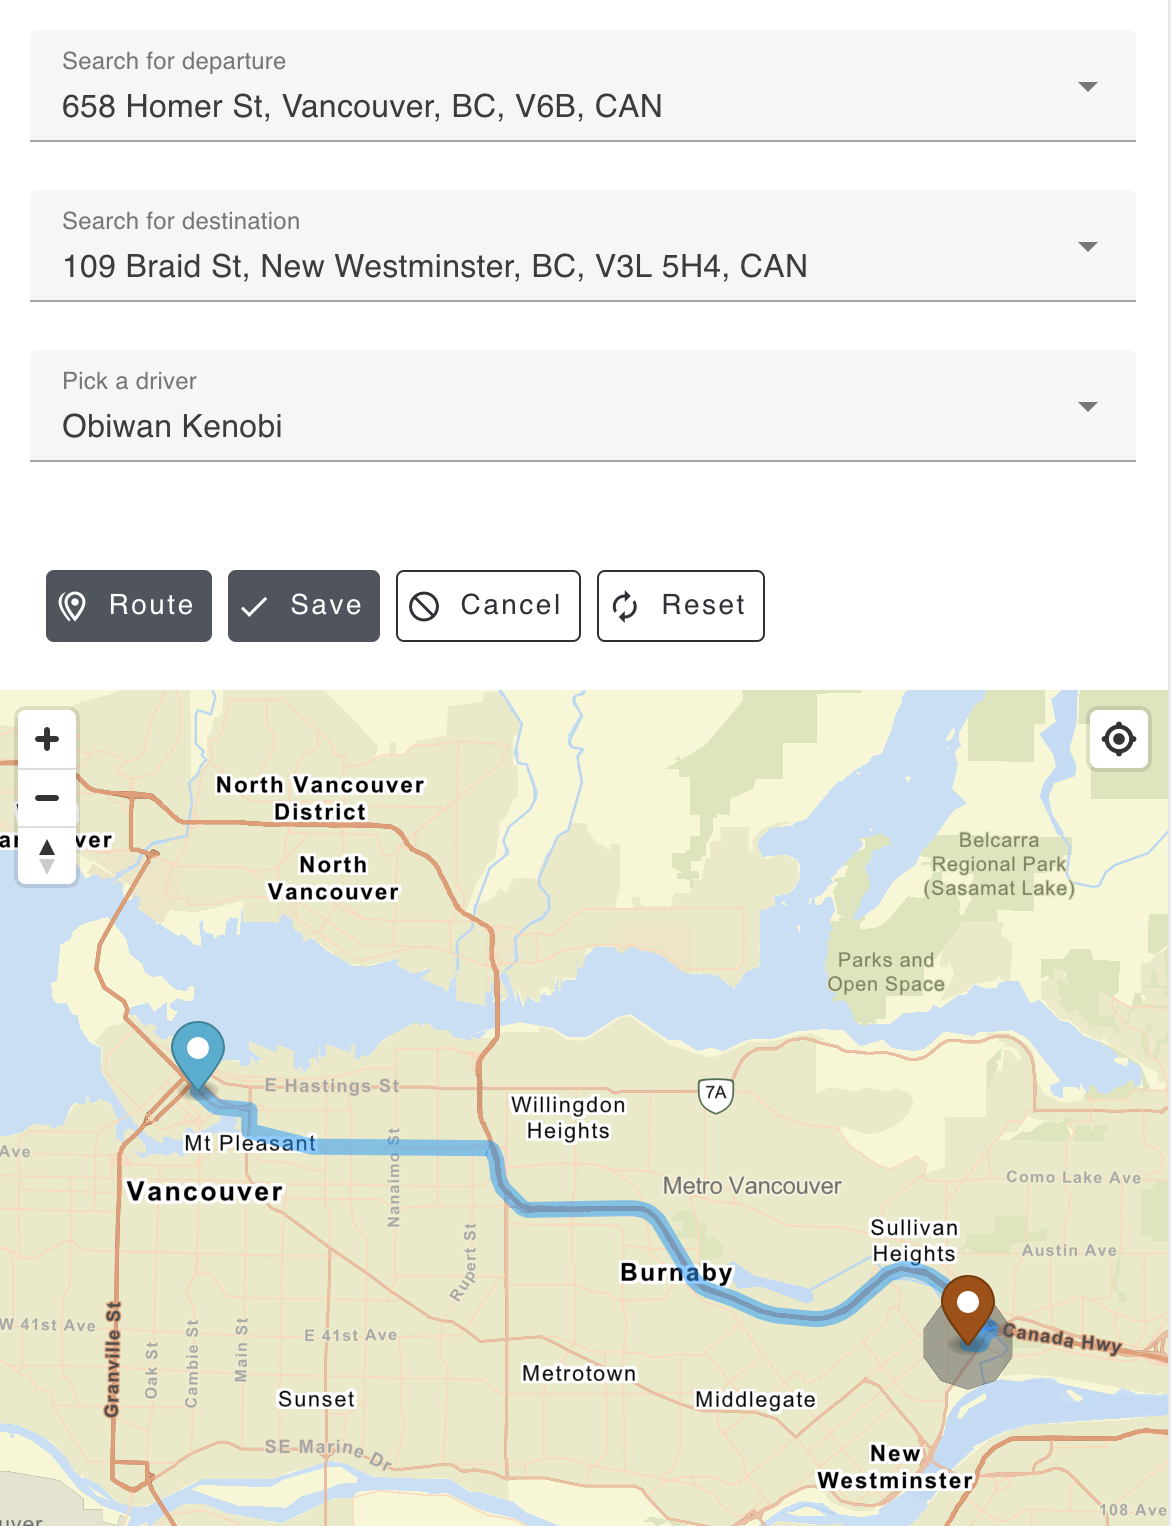 Search for departure
658 Homer St, Vancouver, BC, V6B, CAN
Search for destination
109 Braid St, New Westminster, BC, V3L 5H4, CAN
Pick a driver
Obiwan Kenobi
Route
Save
Cancel
Reset
North Vancouver
District
North
Vancouver
Belcarra
Regional Park
(Sasamat Lake)
Parks and
Open Space
E Hastings St
7A
Willingdon
Heights
Mt Pleasant
Ave
Vancouver
Nanaimo St
Metro Vancouver
Como Lake Ave
Sullivan
Heights
Austin Ave
Rupert St
Burnaby
W 41st Ave
Granville St
Oak St
Cambie St
Main St
E 41st Ave
Canada Hwy
Metrotown
Middlegate
Sunset
SE Marine Dr
New
Westminster
108 Ave